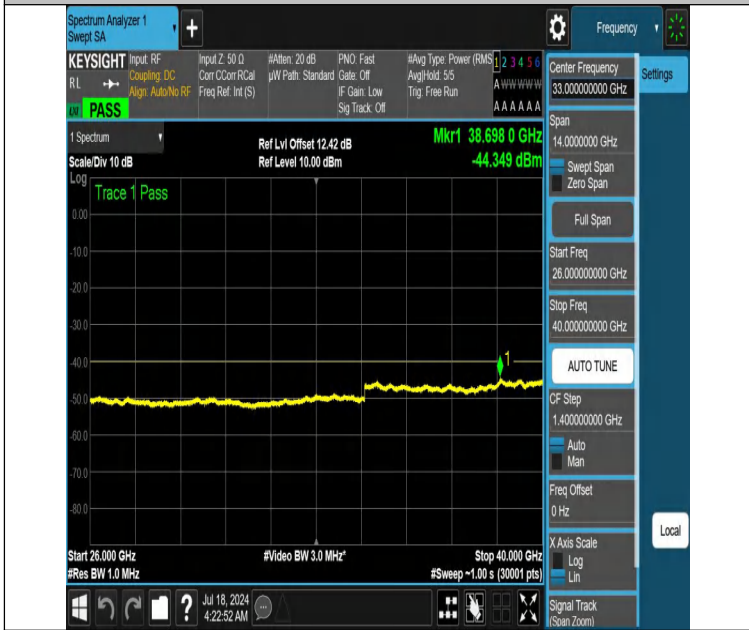 Spectrum Analyzer 1
Swept SA
+
Frequency
KEYSIGHT
RL
PASS
Input: RF
Coupling: DC
Align: Auto/No RF
Input Z: 50 Ω
Corr CCorr RCal
Freq Ref: Int (S)
#Atten: 20 dB
µW Path: Standard
PNO: Fast
Gate: Off
IF Gain: Low
Sig Track: Off
#Avg Type: Power (RMS
Avg|Hold: 5/5
Trig: Free Run
1 2 3 4 5 6
A W W W W W
A A A A A A
1 Spectrum
Scale/Div 10 dB
Ref Lvl Offset 12.42 dB
Ref Level 10.00 dBm
Mkr1 38.698 0 GHz
-44.349 dBm
Log
Trace 1 Pass
0.00
-10.0
-20.0
-30.0
-40.0
-50.0
-60.0
-70.0
-80.0
1
Start 26.000 GHz
#Res BW 1.0 MHz
#Video BW 3.0 MHz*
Stop 40.000 GHz
#Sweep ~1.00 s (30001 pts)
Jul 18, 2024
4:22:52 AM
?
Center Frequency
33.000000000 GHz
Settings
Span
14.0000000 GHz
Swept Span
Zero Span
Full Span
Start Freq
26.000000000 GHz
Stop Freq
40.000000000 GHz
AUTO TUNE
CF Step
1.400000000 GHz
Auto
Man
Freq Offset
0 Hz
X Axis Scale
Log
Lin
Local
Signal Track
(Span Zoom)